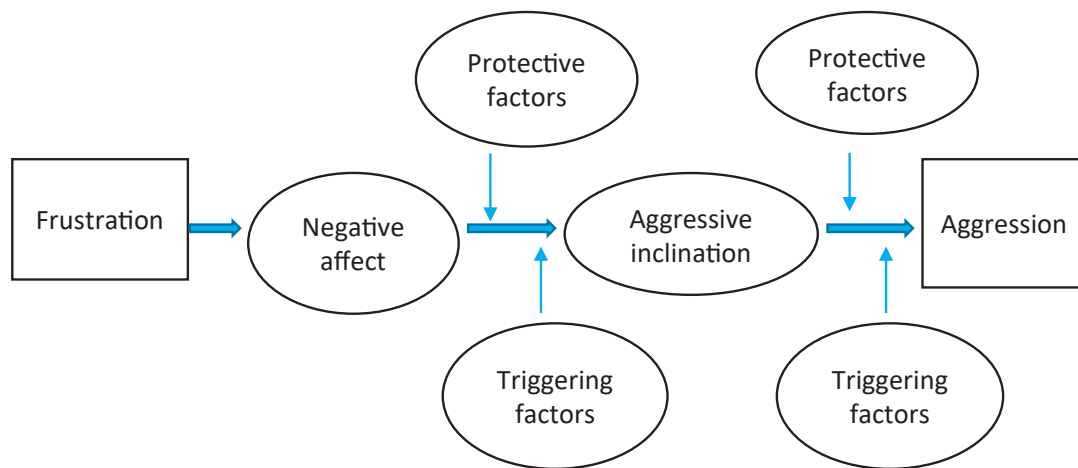 Protective
factors
Protective
factors
Frustration
Negative
affect
Aggressive
inclination
Aggression
Triggering
factors
Triggering
factors